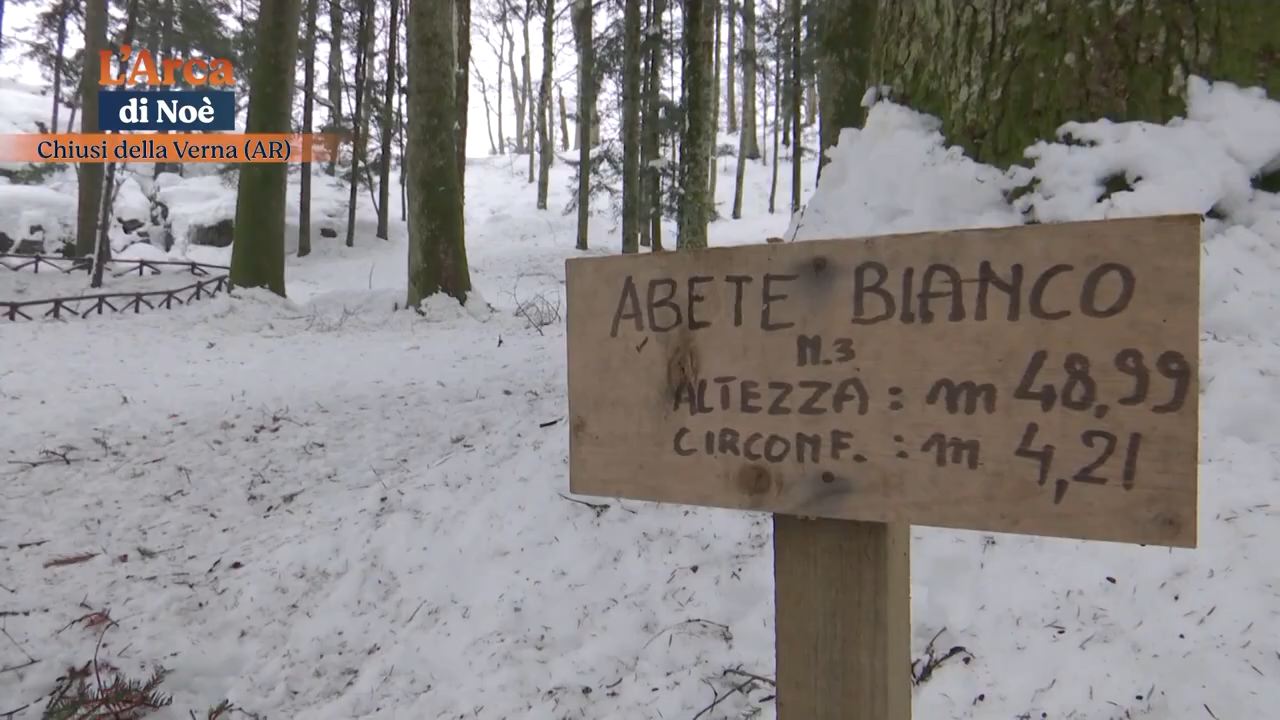 L'Arca
di Noè
Chiusi della Verna (AR)
ABETE BIANCO
N.3
ALTEZZA : m 48,99
CIRCONF. : m 4,21